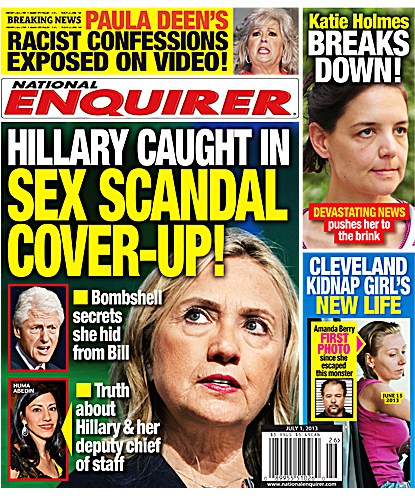 BREAKING NEWS
PAULA DEEN'S
RACIST CONFESSIONS
EXPOSED ON VIDEO!
Katie Holmes
BREAKS
DOWN!
DEVASTATING NEWS
pushes her to
the brink
NATIONAL
ENQUIRER
HILLARY CAUGHT IN
SEX SCANDAL
COVER-UP!
Bombshell
secrets
she hid
from Bill
HUMA
ABEDIN
Truth
about
Hillary & her
deputy chief
of staff
CLEVELAND
KIDNAP GIRL'S
NEW LIFE
Amanda Berry
FIRST
PHOTO
since she
escaped
this monster
JUNE 15
2013
JULY 1, 2013
26
www.nationalenquirer.com